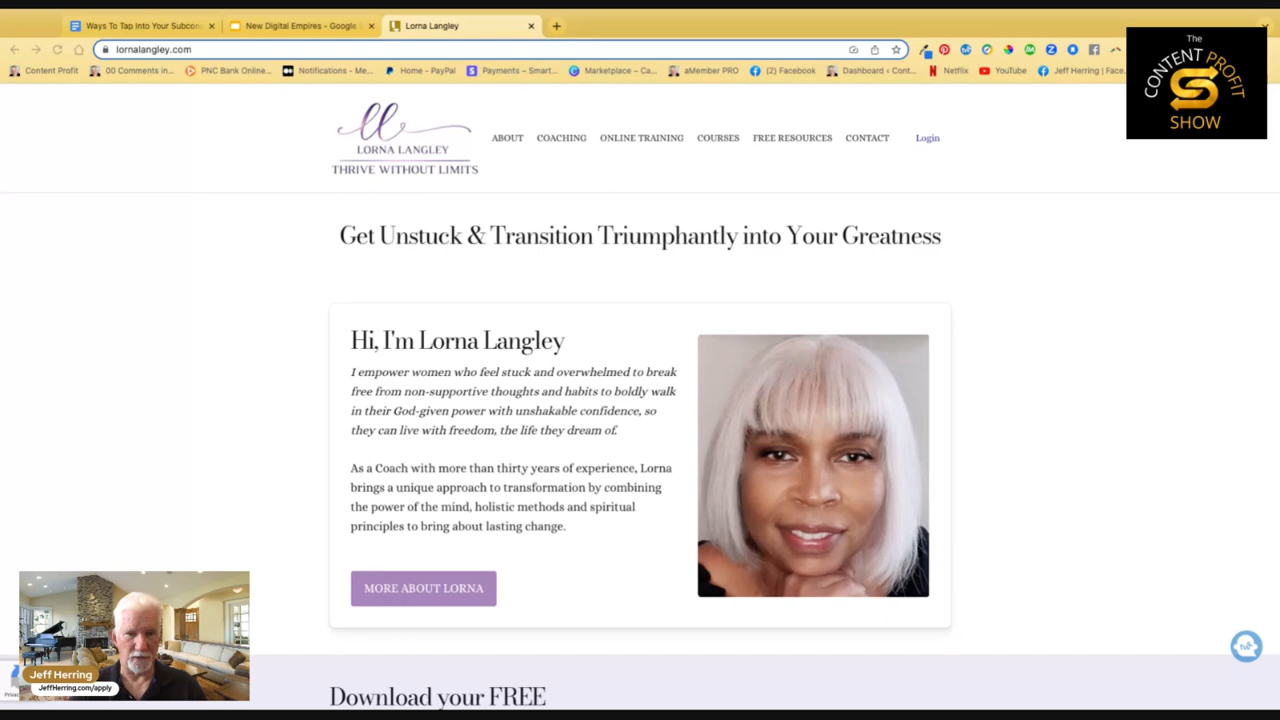 Ways To Tap Into Your Subcon
New Digital Empires - Google
Lorna Langley
lornalangley.com
Content Profit
00 Comments in...
PNC Bank Online...
Notifications - Me...
Home - PayPal
Payments – Smart...
Marketplace – Ca...
aMember PRO
(2) Facebook
Dashboard ‹ Cont...
Netflix
YouTube
Jeff Herring | Face...
The
CONTENT PROFIT
SHOW
LORNA LANGLEY
THRIVE WITHOUT LIMITS
ABOUT
COACHING
ONLINE TRAINING
COURSES
FREE RESOURCES
CONTACT
Login
Get Unstuck & Transition Triumphantly into Your Greatness
Hi, I'm Lorna Langley
I empower women who feel stuck and overwhelmed to break
free from non-supportive thoughts and habits to boldly walk
in their God-given power with unshakable confidence, so
they can live with freedom, the life they dream of.
As a Coach with more than thirty years of experience, Lorna
brings a unique approach to transformation by combining
the power of the mind, holistic methods and spiritual
principles to bring about lasting change.
MORE ABOUT LORNA
Jeff Herring
JeffHerring.com/apply
Download your FREE